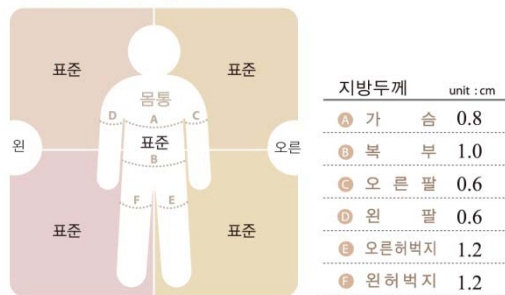 표준 표준
몸통
D A C
왼 표준 오른
B
F E
표준 표준
지방두께 unit : cm
A 가 슴 0.8
B 복 부 1.0
C 오 른 팔 0.6
D 왼 팔 0.6
E 오른허벅지 1.2
F 왼허벅지 1.2